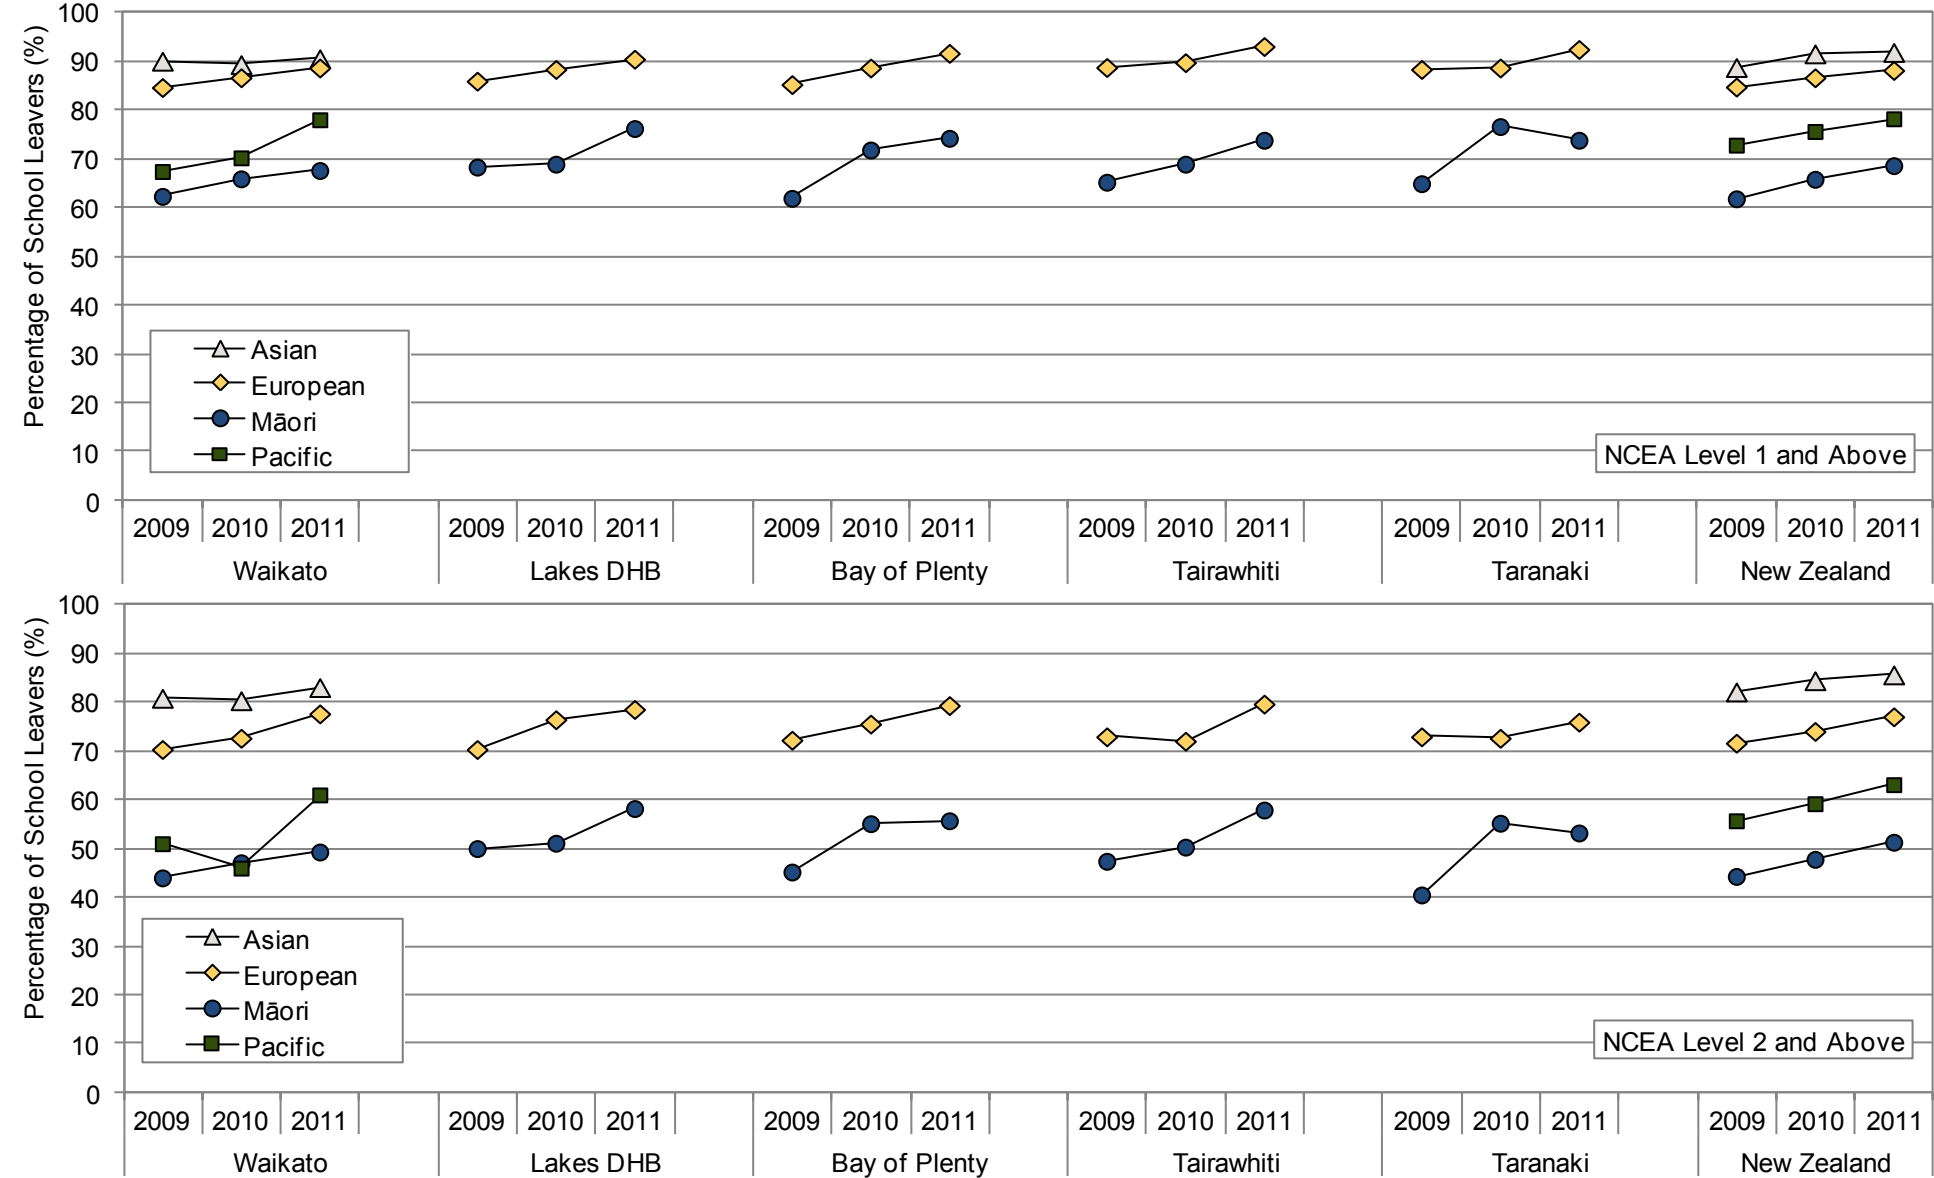 Percentage of School Leavers (%)
100
90
80
70
60
50
40
30
20
10
0
Asian
European
Māori
Pacific
NCEA Level 1 and Above
2009 2010 2011 2009 2010 2011 2009 2010 2011 2009 2010 2011 2009 2010 2011 2009 2010 2011
Waikato Lakes DHB Bay of Plenty Tairawhiti Taranaki New Zealand
Percentage of School Leavers (%)
100
90
80
70
60
50
40
30
20
10
0
Asian
European
Māori
Pacific
NCEA Level 2 and Above
2009 2010 2011 2009 2010 2011 2009 2010 2011 2009 2010 2011 2009 2010 2011 2009 2010 2011
Waikato Lakes DHB Bay of Plenty Tairawhiti Taranaki New Zealand